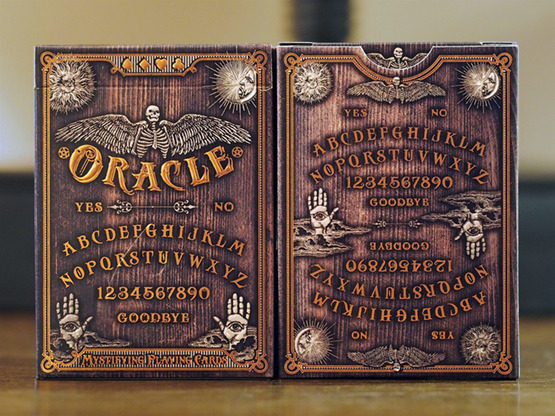 ORACLE
YES NO
ABCDEFGHIJKLM
NOPQRSTUVWXYZ
1234567890
GOODBYE
MYSTIFYING PLAYING CARDS
YES NO
ABCDEFGHIJKLM
NOPQRSTUVWXYZ
1234567890
GOODBYE
GOODBYE
1234567890
NOPQRSTUVWXYZ
ABCDEFGHIJKLM
YES NO